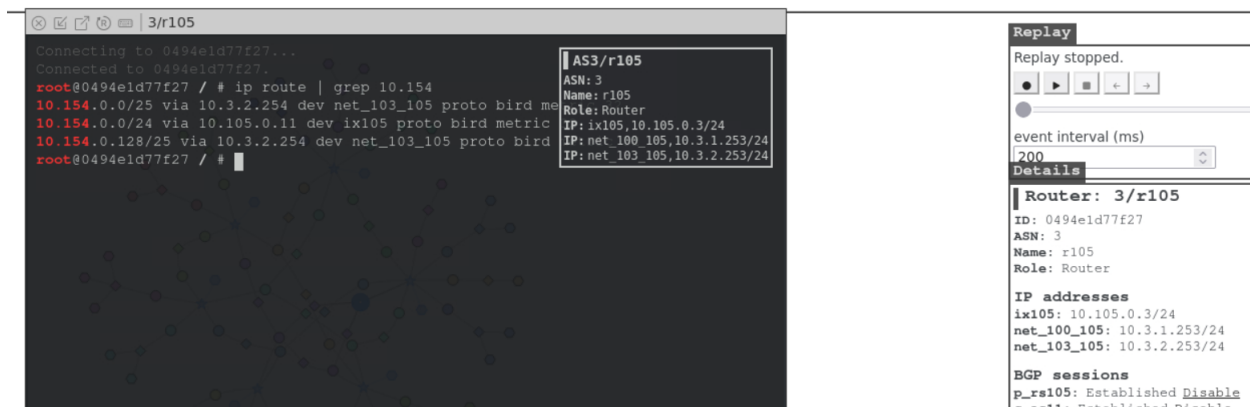 3/r105
Connecting to 0494e1d77f27...
Connected to 0494e1d77f27.
root@0494e1d77f27 / # ip route | grep 10.154
10.154.0.0/25 via 10.3.2.254 dev net_103_105 proto bird me
10.154.0.0/24 via 10.105.0.11 dev ix105 proto bird metric
10.154.0.128/25 via 10.3.2.254 dev net_103_105 proto bird
root@0494e1d77f27 / #
AS3/r105
ASN: 3
Name: r105
Role: Router
IP: ix105,10.105.0.3/24
IP: net_100_105,10.3.1.253/24
IP: net_103_105,10.3.2.253/24
Replay
Replay stopped.
event interval (ms)
200
Details
Router: 3/r105
ID: 0494e1d77f27
ASN: 3
Name: r105
Role: Router
IP addresses
ix105: 10.105.0.3/24
net_100_105: 10.3.1.253/24
net_103_105: 10.3.2.253/24
BGP sessions
p_rs105: Established Disable